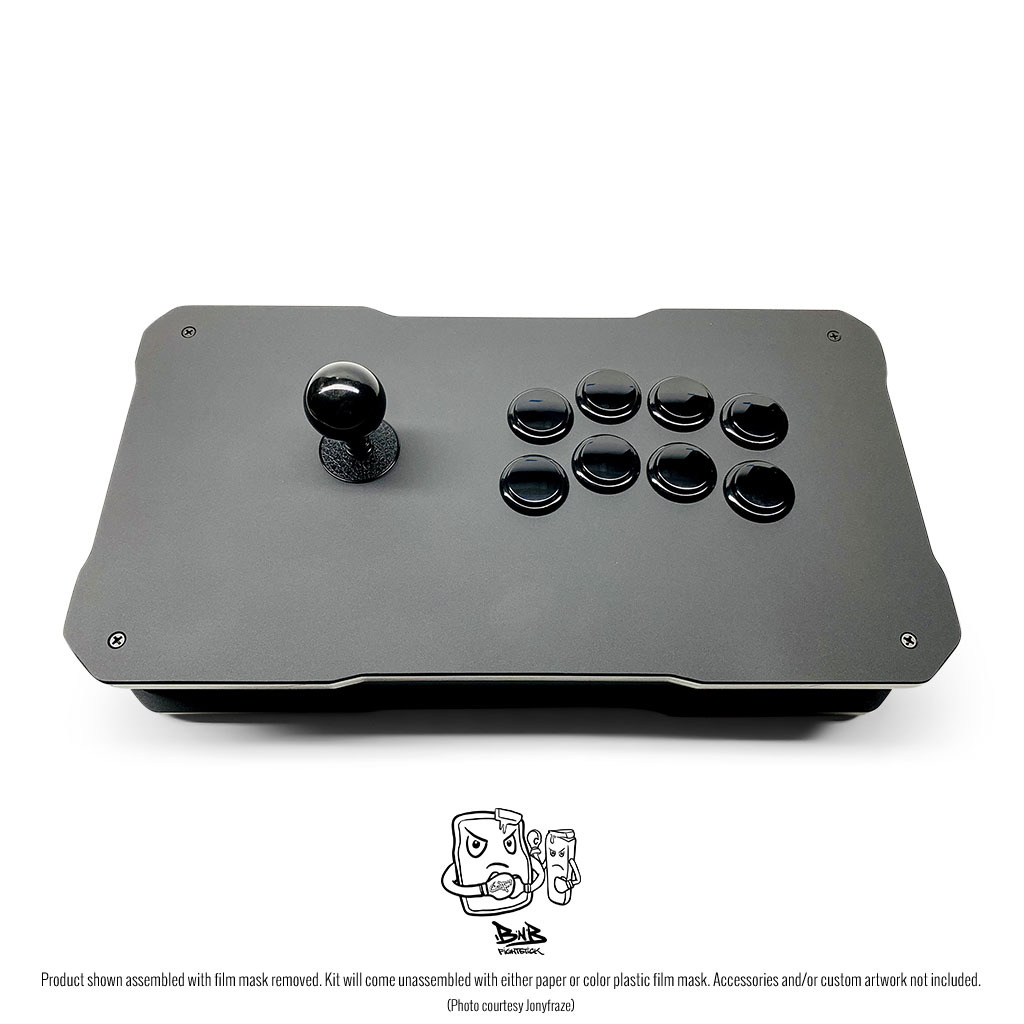 BNB
FIGHTSTICK
Product shown assembled with film mask removed. Kit will come unassembled with either paper or color plastic film mask. Accessories and/or custom artwork not included.
(Photo courtesy Jonyfraze)